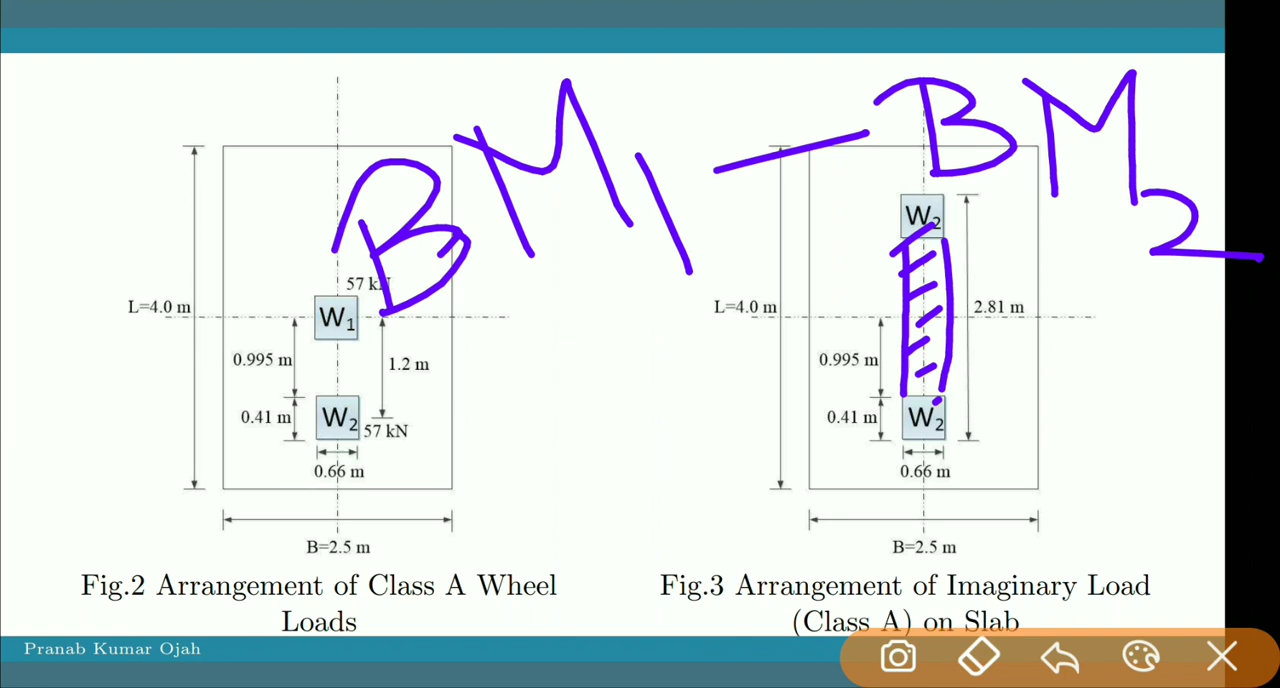 BM1 — BM2
W2
57 kN
L=4.0 m
W1
0.995 m
1.2 m
0.41 m
W2
57 kN
0.66 m
B=2.5 m
L=4.0 m
2.81 m
0.995 m
0.41 m
W2
0.66 m
B=2.5 m
Fig.2 Arrangement of Class A Wheel
Loads
Fig.3 Arrangement of Imaginary Load
(Class A) on Slab
Pranab Kumar Ojah